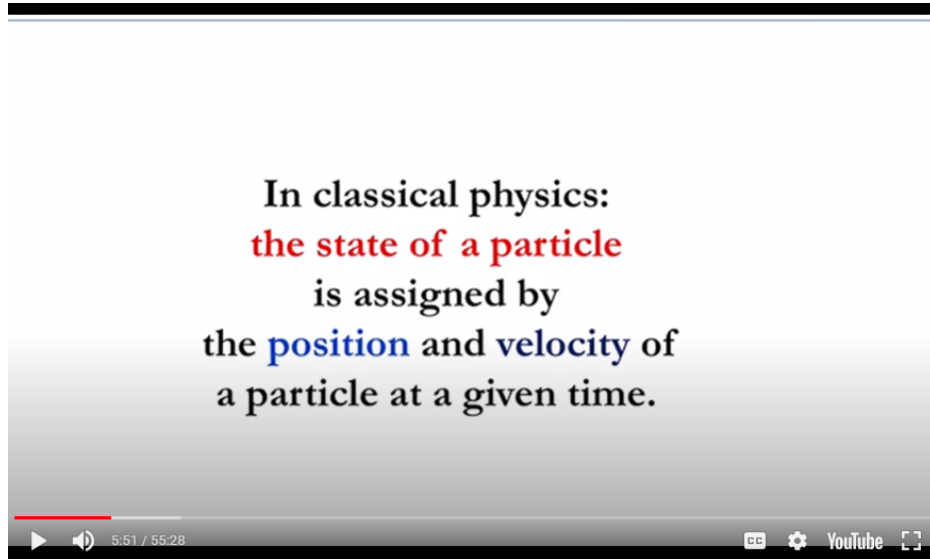 In classical physics:
the state of a particle
is assigned by
the position and velocity of
a particle at a given time.
5:51 / 55:28
CC
YouTube